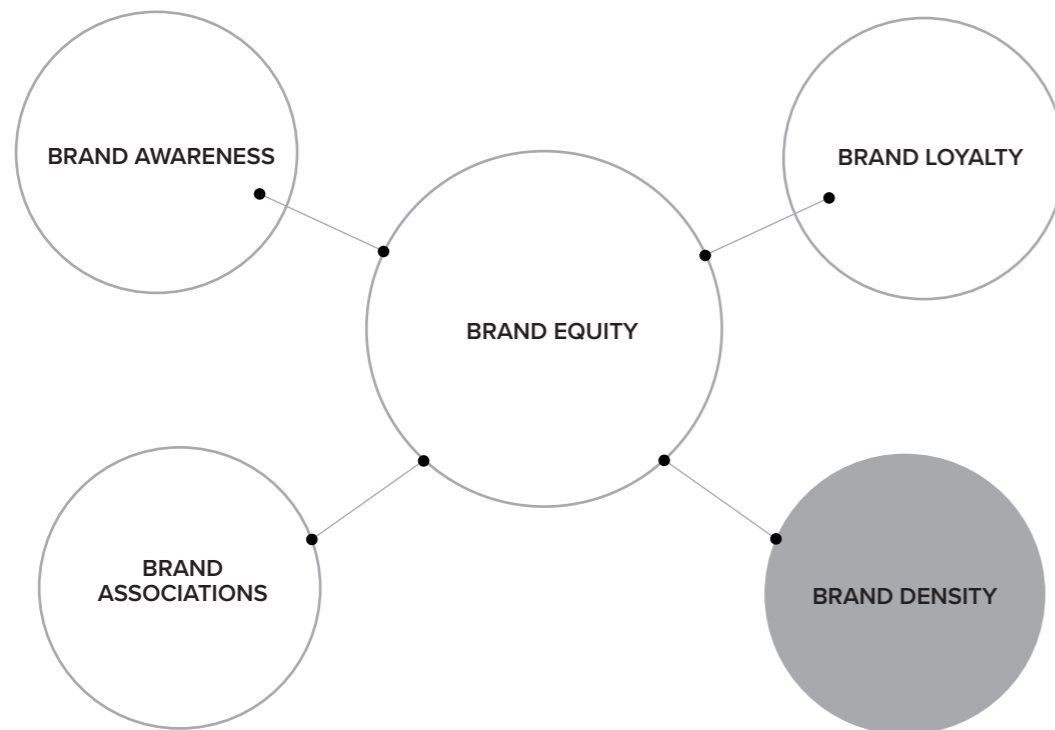 BRAND AWARENESS
BRAND LOYALTY
BRAND EQUITY
BRAND
ASSOCIATIONS
BRAND DENSITY